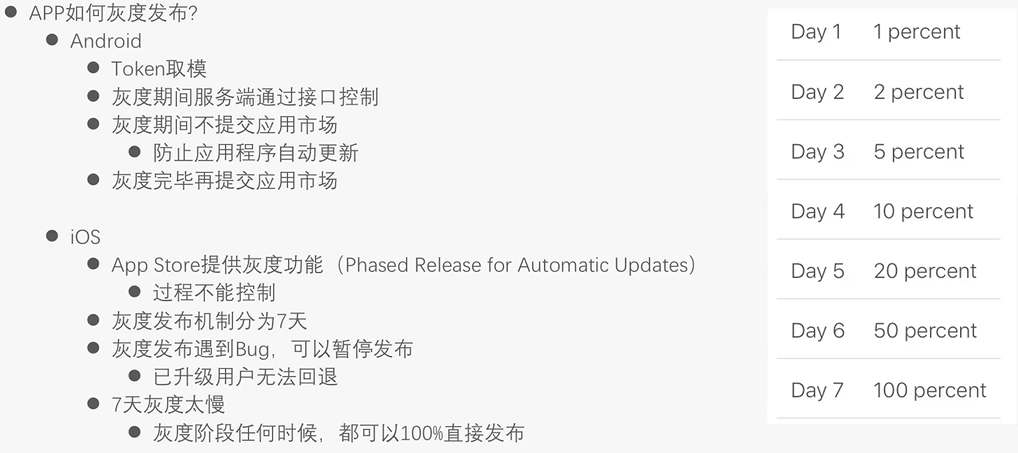 APP如何灰度发布?
Android
Token取模
灰度期间服务端通过接口控制
灰度期间不提交应用市场
防止应用程序自动更新
灰度完毕再提交应用市场
iOS
App Store提供灰度功能（Phased Release for Automatic Updates）
过程不能控制
灰度发布机制分为7天
灰度发布遇到Bug，可以暂停发布
已升级用户无法回退
7天灰度太慢
灰度阶段任何时候，都可以100%直接发布
Day 1 1 percent
Day 2 2 percent
Day 3 5 percent
Day 4 10 percent
Day 5 20 percent
Day 6 50 percent
Day 7 100 percent